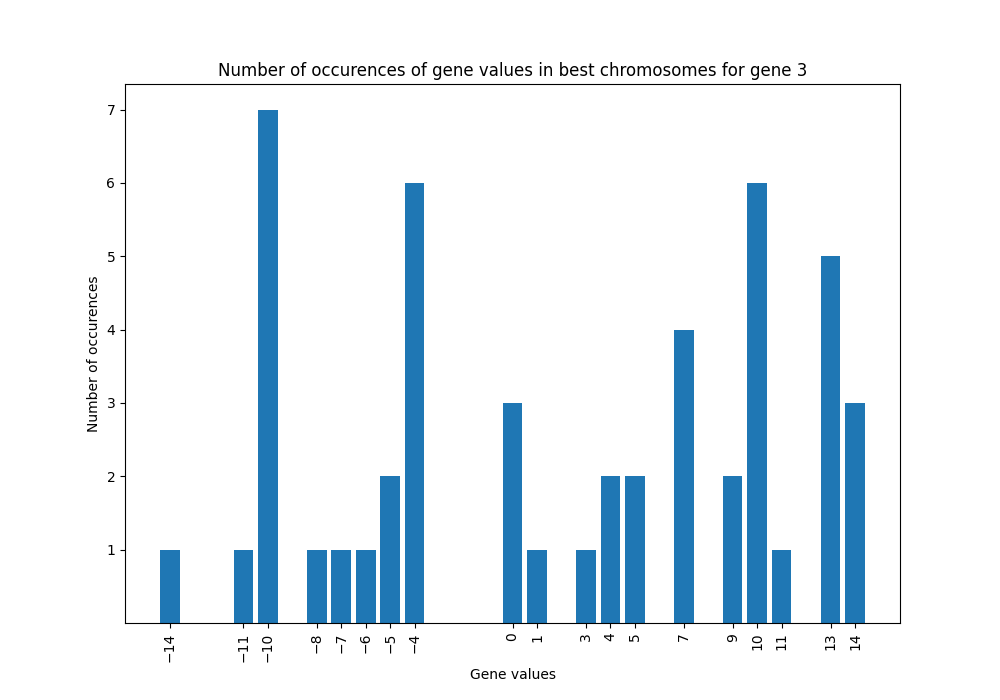 Number of occurences of gene values in best chromosomes for gene 3
7
6
5
4
3
2
1
Number of occurences
−14 −11 −10 −8 −7 −6 −5 −4 0 1 3 4 5 7 9 10 11 13 14
Gene values